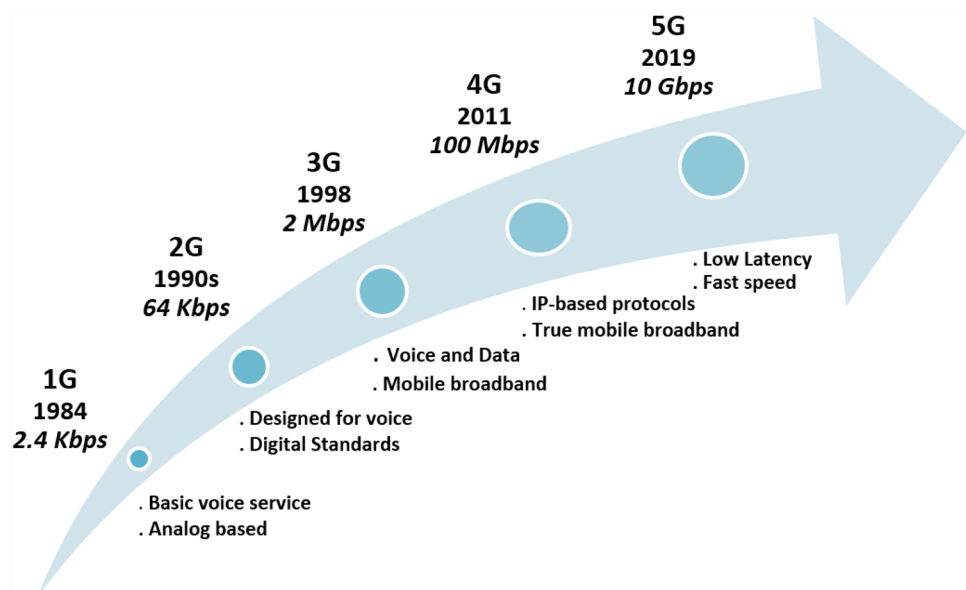 1G
1984
2.4 Kbps
. Basic voice service
. Analog based
2G
1990s
64 Kbps
. Designed for voice
. Digital Standards
3G
1998
2 Mbps
. Voice and Data
. Mobile broadband
4G
2011
100 Mbps
. IP-based protocols
. True mobile broadband
5G
2019
10 Gbps
. Low Latency
. Fast speed